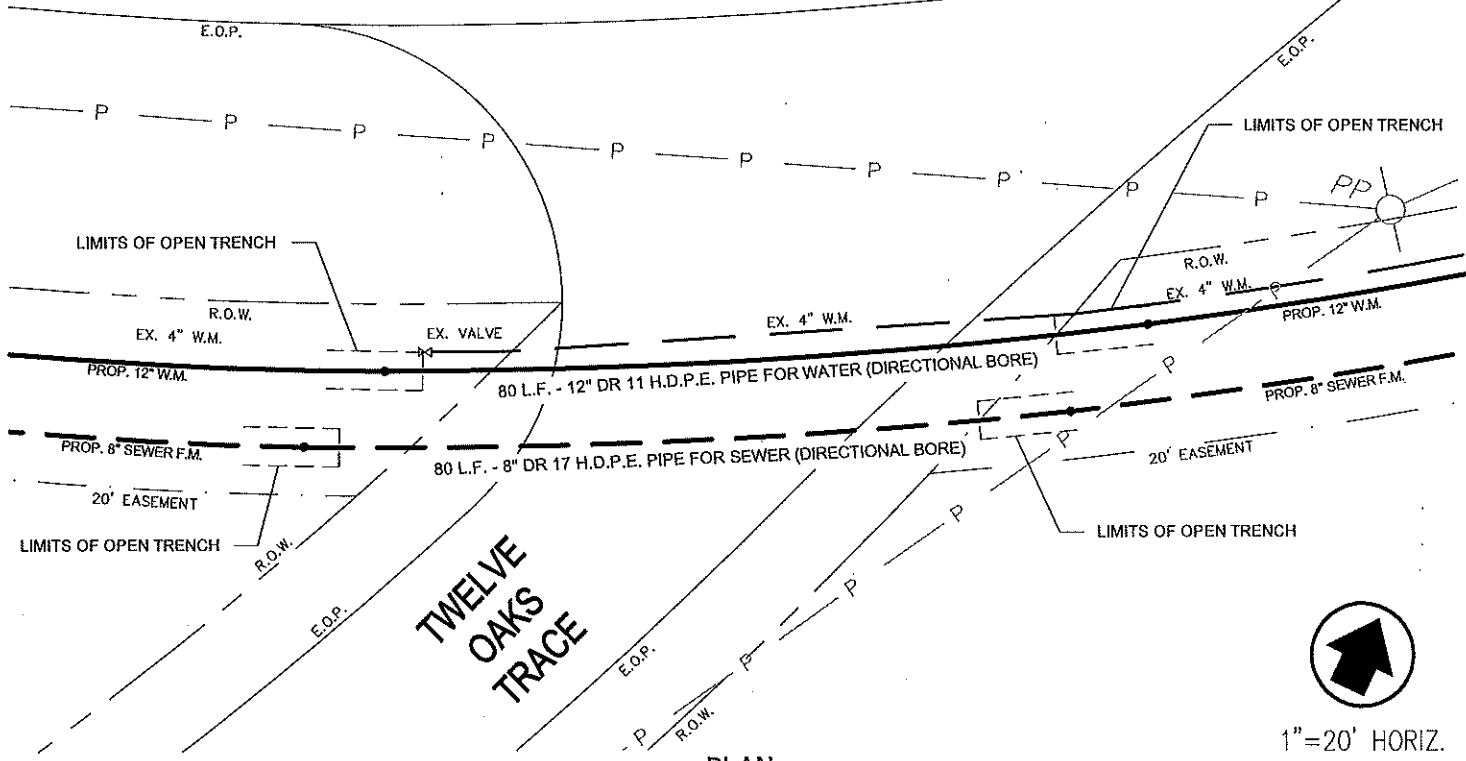 E.O.P.
E.O.P.
P P P P P P P P P P
LIMITS OF OPEN TRENCH
PP
LIMITS OF OPEN TRENCH
R.O.W.
R.O.W.
EX. 4" W.M.
EX. VALVE
EX. 4" W.M.
EX. 4" W.M.
P
PROP. 12" W.M.
PROP. 12" W.M.
80 L.F. - 12" DR 11 H.D.P.E. PIPE FOR WATER (DIRECTIONAL BORE)
P
PROP. 8" SEWER F.M.
PROP. 8" SEWER F.M.
80 L.F. - 8" DR 17 H.D.P.E. PIPE FOR SEWER (DIRECTIONAL BORE)
P
20' EASEMENT
20' EASEMENT
LIMITS OF OPEN TRENCH
LIMITS OF OPEN TRENCH
P
R.O.W.
P
E.O.P.
TWELVE
OAKS
TRACE
E.O.P.
P
R.O.W.
P
1"=20' HORIZ.
PLAN